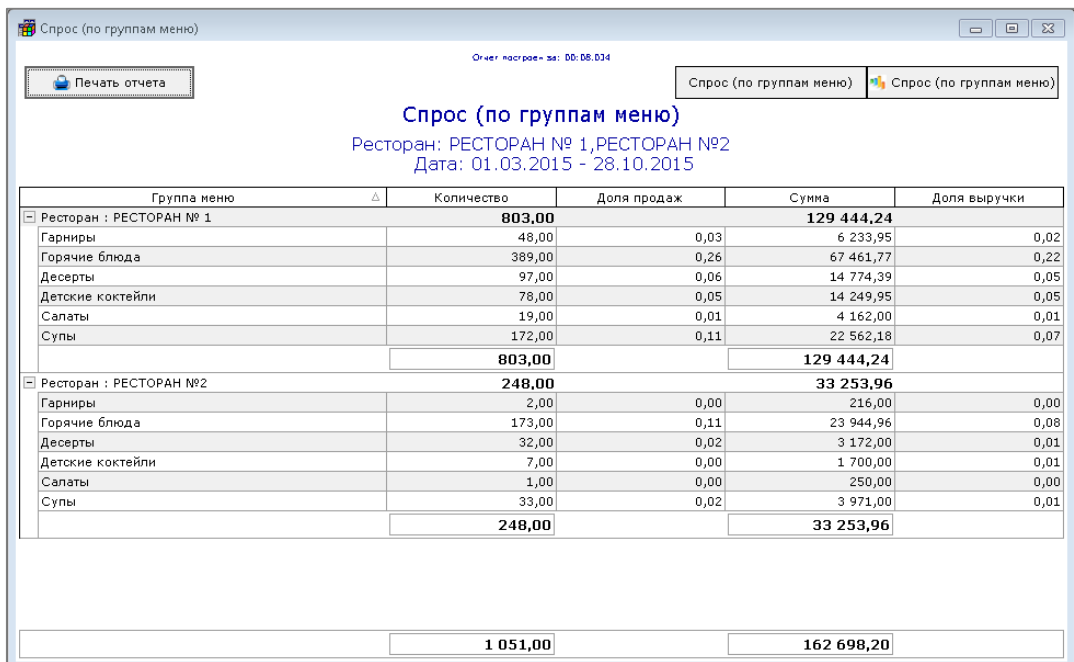 Спрос (по группам меню)
Отчет построен за: 00:08.034
Печать отчета
Спрос (по группам меню) Спрос (по группам меню)
Спрос (по группам меню)
Ресторан: РЕСТОРАН № 1,РЕСТОРАН №2
Дата: 01.03.2015 - 28.10.2015
Группа меню Количество Доля продаж Сумма Доля выручки
Ресторан : РЕСТОРАН № 1 803,00 129 444,24
Гарниры 48,00 0,03 6 233,95 0,02
Горячие блюда 389,00 0,26 67 461,77 0,22
Десерты 97,00 0,06 14 774,39 0,05
Детские коктейли 78,00 0,05 14 249,95 0,05
Салаты 19,00 0,01 4 162,00 0,01
Супы 172,00 0,11 22 562,18 0,07
803,00 129 444,24
Ресторан : РЕСТОРАН №2 248,00 33 253,96
Гарниры 2,00 0,00 216,00 0,00
Горячие блюда 173,00 0,11 23 944,96 0,08
Десерты 32,00 0,02 3 172,00 0,01
Детские коктейли 7,00 0,00 1 700,00 0,01
Салаты 1,00 0,00 250,00 0,00
Супы 33,00 0,02 3 971,00 0,01
248,00 33 253,96
1 051,00 162 698,20